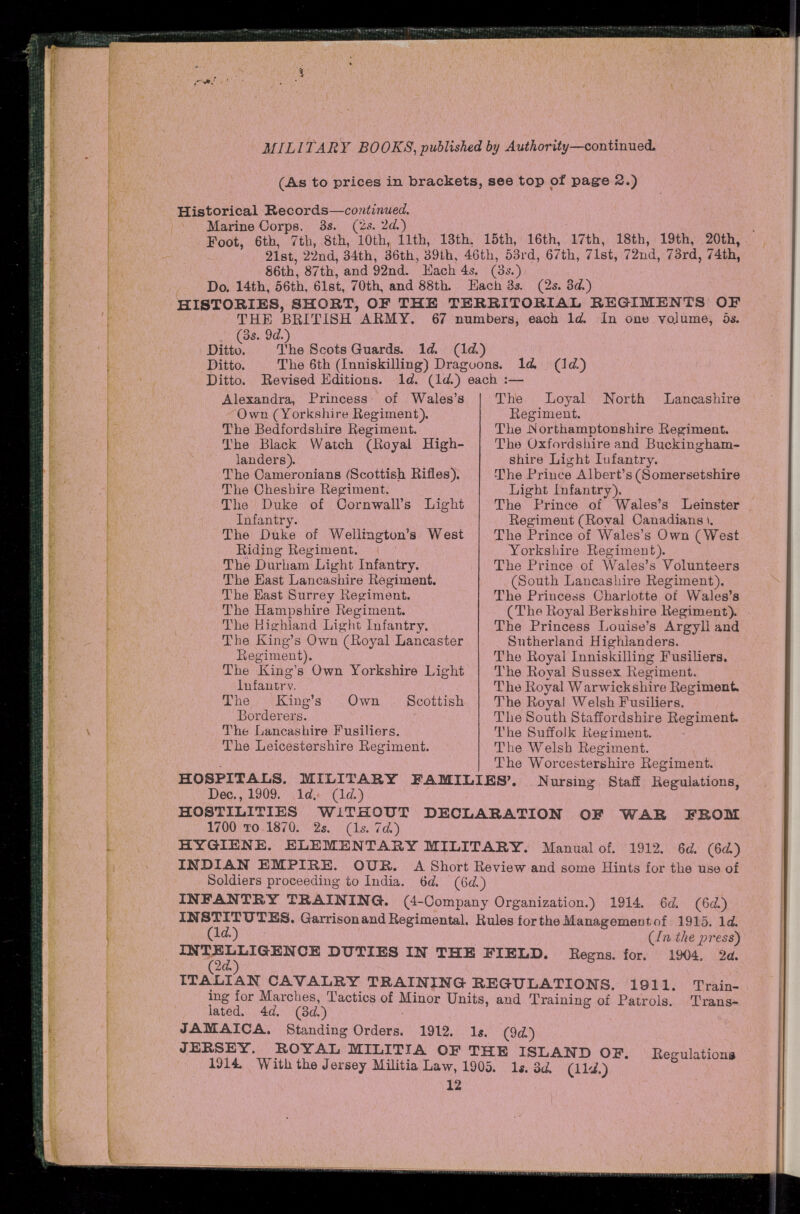 MILITARY BOOKS, published by Authority—continued.
(As to prices in brackets, see top of page 2.)
Historical Records—continued.
Marine Corps. 3s. (2s. 2d.)
Foot, 6th, 7th, 8th, 10th, 11th, 13th. 15th, 16th, 17th, 18th, 19th, 20th,
21st, 22nd, 34th, 36th, 39th, 46th, 53rd, 67th, 71st, 72nd, 73rd, 74th,
86th, 87th, and 92nd. Each 4s. (3s.)
Do. 14th, 56th, 61st, 70th, and 88th. Each 3s. (2s. 3d.)
HISTORIES, SHORT, OF THE TERRITORIAL REGIMENTS OF
THE BRITISH ARMY. 67 numbers, each 1d. In one volume, 5s.
(3s. 9d.)
Ditto. The Scots Guards. 1d. (1d.)
Ditto. The 6th (Inniskilling) Dragoons. 1d. (1d.)
Ditto. Revised Editions. 1d. (1d.) each :—
Alexandra, Princess of Wales's
Own (Yorkshire Regiment).
The Bedfordshire Regiment.
The Black Watch (Royal High-
landers).
The Cameronians (Scottish Rifles).
The Cheshire Regiment.
The Duke of Cornwall's Light
Infantry.
The Duke of Wellington's West
Riding Regiment.
The Durham Light Infantry.
The East Lancashire Regiment.
The East Surrey Regiment.
The Hampshire Regiment.
The Highland Light Infantry.
The King's Own (Royal Lancaster
Regiment).
The King's Own Yorkshire Light
Infantry.
The King's Own Scottish
Borderers.
The Lancashire Fusiliers.
The Leicestershire Regiment.
The Loyal North Lancashire
Regiment.
The Northamptonshire Regiment.
The Oxfordshire and Buckingham-
shire Light Infantry.
The Prince Albert's (Somersetshire
Light Infantry).
The Prince of Wales's Leinster
Regiment (Royal Canadians).
The Prince of Wales's Own (West
Yorkshire Regiment).
The Prince of Wales's Volunteers
(South Lancashire Regiment).
The Princess Charlotte of Wales's
(The Royal Berkshire Regiment).
The Princess Louise's Argyll and
Sutherland Highlanders.
The Royal Inniskilling Fusiliers.
The Royal Sussex Regiment.
The Royal Warwickshire Regiment.
The Royal Welsh Fusiliers.
The South Staffordshire Regiment.
The Suffolk Regiment.
The Welsh Regiment.
The Worcestershire Regiment.
HOSPITALS. MILITARY FAMILIES'. Nursing Staff Regulations,
Dec., 1909. 1d. (1d.)
HOSTILITIES WITHOUT DECLARATION OF WAR FROM
1700 TO 1870. 2s. (1s. 7d.)
HYGIENE. ELEMENTARY MILITARY. Manual of. 1912. 6d. (6d.)
INDIAN EMPIRE. OUR. A Short Review and some Hints for the use of
Soldiers proceeding to India. 6d. (6d.)
INFANTRY TRAINING. (4-Company Organization.) 1914. 6d. (6d.)
INSTITUTES. Garrison and Regimental. Rules for the Management of 1915. 1d.
(1d.) (In the press)
INTELLIGENCE DUTIES IN THE FIELD. Regns. for. 1904. 2d.
(2d.)
ITALIAN CAVALRY TRAINING REGULATIONS. 1911. Train-
ing for Marches, Tactics of Minor Units, and Training of Patrols. Trans-
lated. 4d. (3d.)
JAMAICA. Standing Orders. 1912. 1s. (9d.)
JERSEY. ROYAL MILITIA OF THE ISLAND OF. Regulations
1914. With the Jersey Militia Law, 1905. 1s. 3d. (11d.)
12